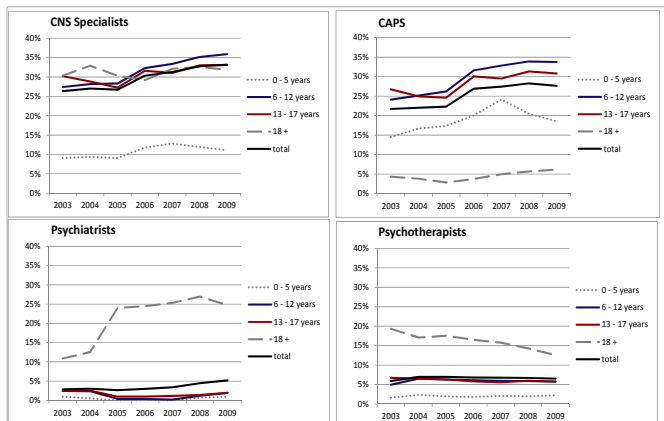 CNS Specialists
40%
35%
30%
25%
20%
15%
10%
5%
0%
2003 2004 2005 2006 2007 2008 2009
0 - 5 years
6 - 12 years
13 - 17 years
18 +
total
CAPS
40%
35%
30%
25%
20%
15%
10%
5%
0%
2003 2004 2005 2006 2007 2008 2009
0 - 5 years
6 - 12 years
13 - 17 years
18 +
total
Psychiatrists
40%
35%
30%
25%
20%
15%
10%
5%
0%
2003 2004 2005 2006 2007 2008 2009
0 - 5 years
6 - 12 years
13 - 17 years
18 +
total
Psychotherapists
40%
35%
30%
25%
20%
15%
10%
5%
0%
2003 2004 2005 2006 2007 2008 2009
0 - 5 years
6 - 12 years
13 - 17 years
18 +
total